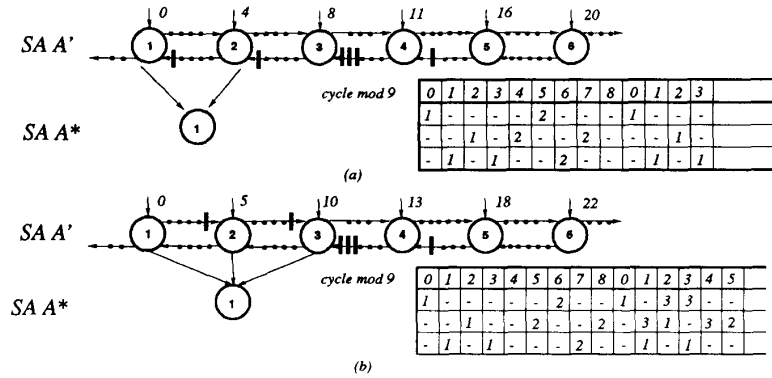 0 4 8 11 16 20
SA A' 1 2 3 4 5 6
cycle mod 9 0 1 2 3 4 5 6 7 8 0 1 2 3
1 - - - - 2 - - - 1 - - -
SA A* 1 - - 1 - 2 - - 2 - - - 1 -
- 1 - 1 - - 2 - - - 1 - 1
(a)
0 5 10 13 18 22
SA A' 1 2 3 4 5 6
cycle mod 9 0 1 2 3 4 5 6 7 8 0 1 2 3 4 5
1 - - - - - 2 - - 1 - 3 3 - -
SA A* 1 - - 1 - - 2 - - 2 - 3 1 - 3 2
- 1 - 1 - - - 2 - - 1 - 1 - -
(b)